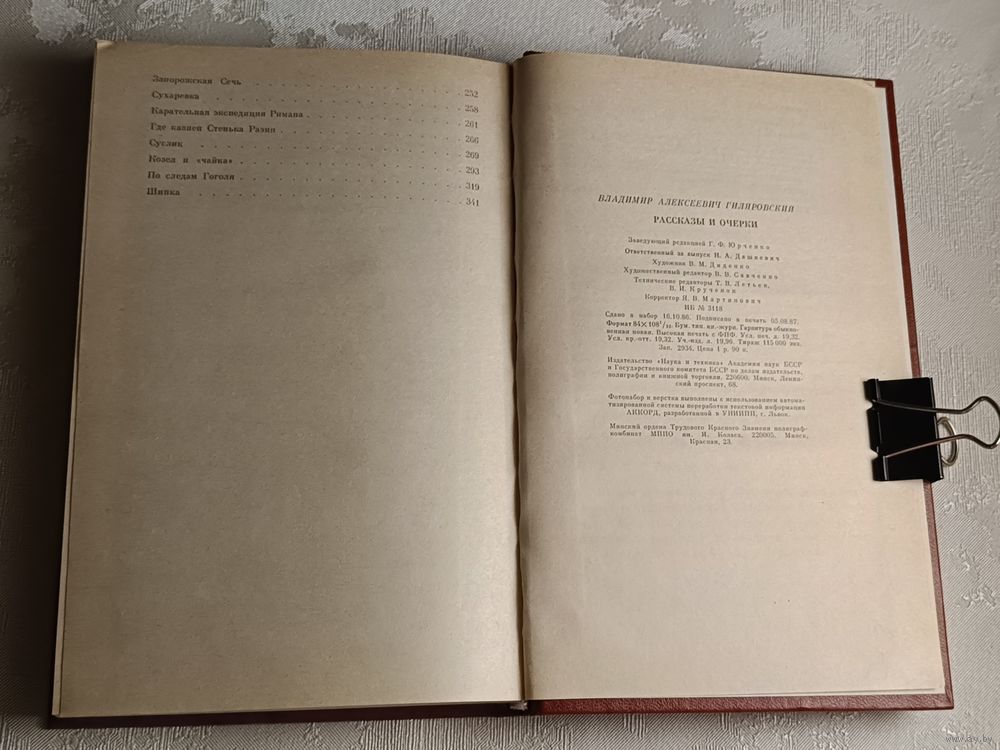 Запорожская Сечь . . . . . . . . . . . . 252
Сухаревка . . . . . . . . . . . . 258
Карательная экспедиция Римана . . . . . . . . 261
Где казнен Стенька Разин . . . . . . . . . 266
Суслик . . . . . . . . . . . . 269
Козел и «чайка» . . . . . . . . . . . . 293
По следам Гоголя . . . . . . . . . . . . 319
Шипка . . . . . . . . . . . . 341
ВЛАДИМИР АЛЕКСЕЕВИЧ ГИЛЯРОВСКИЙ
РАССКАЗЫ И ОЧЕРКИ
Заведующий редакцией Г. Ф. Юрченко
Ответственный за выпуск Н. А. Дашкевич
Художник В. М. Диденко
Художественный редактор В. В. Савченко
Технические редакторы Т. В. Летьен,
В. И. Крученок
Корректор Я. В. Мартинович
ИБ № 3118
Сдано в набор 16.10.86. Подписано в печать 05.08.87.
Формат 84×108¹/₃₂. Бум. тип. кн.-журн. Гарнитура обыкно-
венная новая. Высокая печать с ФПФ. Усл. печ. л. 19,32.
Усл. кр.-отт. 19,32. Уч.-изд. л. 19,96. Тираж 115 000 экз.
Зак. 2934. Цена 1 р. 90 к.
Издательство «Наука и техника» Академии наук БССР
и Государственного комитета БССР по делам издательств,
полиграфии и книжной торговли. 220600. Минск, Ленин-
ский проспект, 68.
Фотонабор и верстка выполнены с использованием автома-
тизированной системы переработки текстовой информации
АККОРД, разработанной в УНИИПП, г. Львов.
Минский ордена Трудового Красного Знамени полиграф-
комбинат МППО им. Я. Коласа. 220005. Минск,
Красная, 23.
www.ay.by